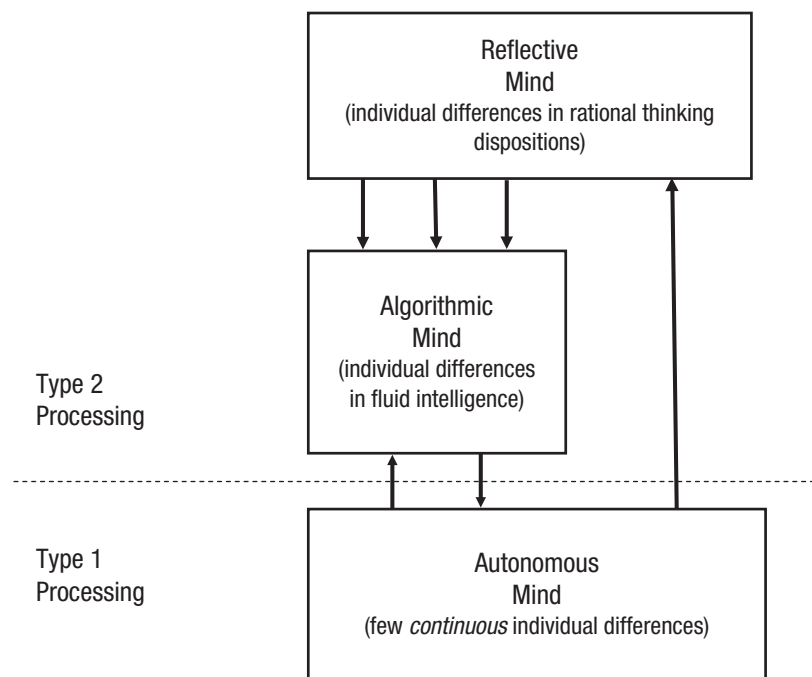 Reflective
Mind
(individual differences in rational thinking
dispositions)
Algorithmic
Mind
(individual differences
in fluid intelligence)
Type 2
Processing
Type 1
Processing
Autonomous
Mind
(few continuous individual differences)